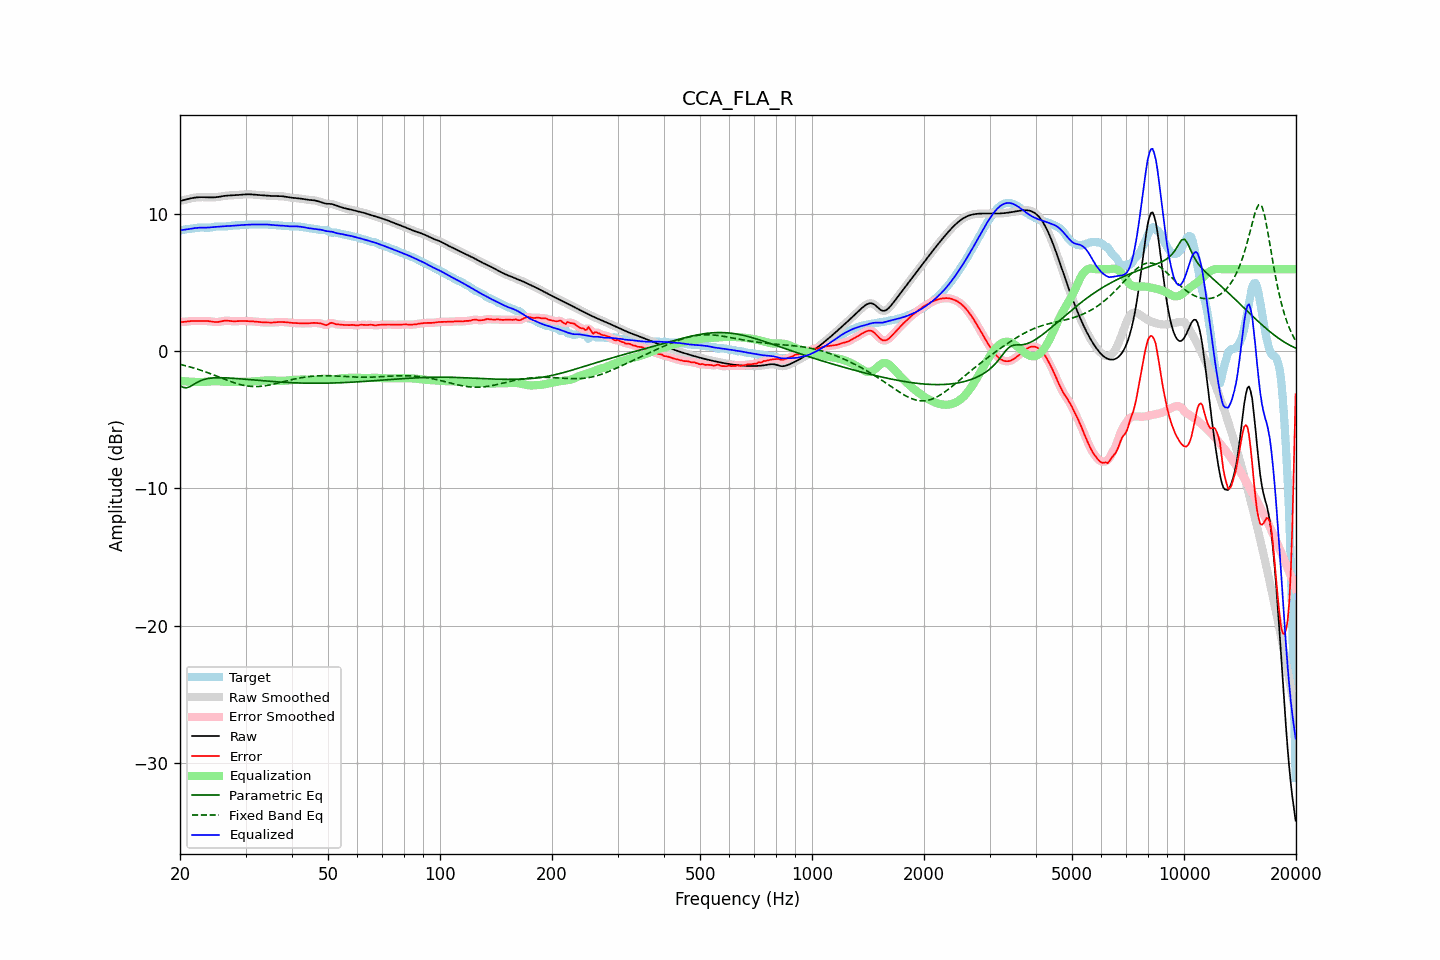 CCA_FLA_R
Amplitude (dBr)
10
0
−10
−20
−30
Target
Raw Smoothed
Error Smoothed
Raw
Error
Equalization
Parametric Eq
Fixed Band Eq
Equalized
20 50 100 200 500 1000 2000 5000 10000 20000
Frequency (Hz)